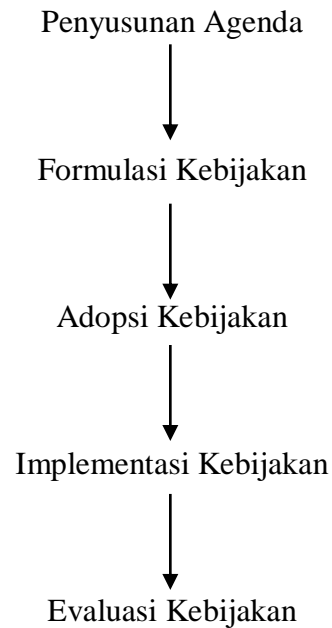 Penyusunan Agenda
Formulasi Kebijakan
Adopsi Kebijakan
Implementasi Kebijakan
Evaluasi Kebijakan